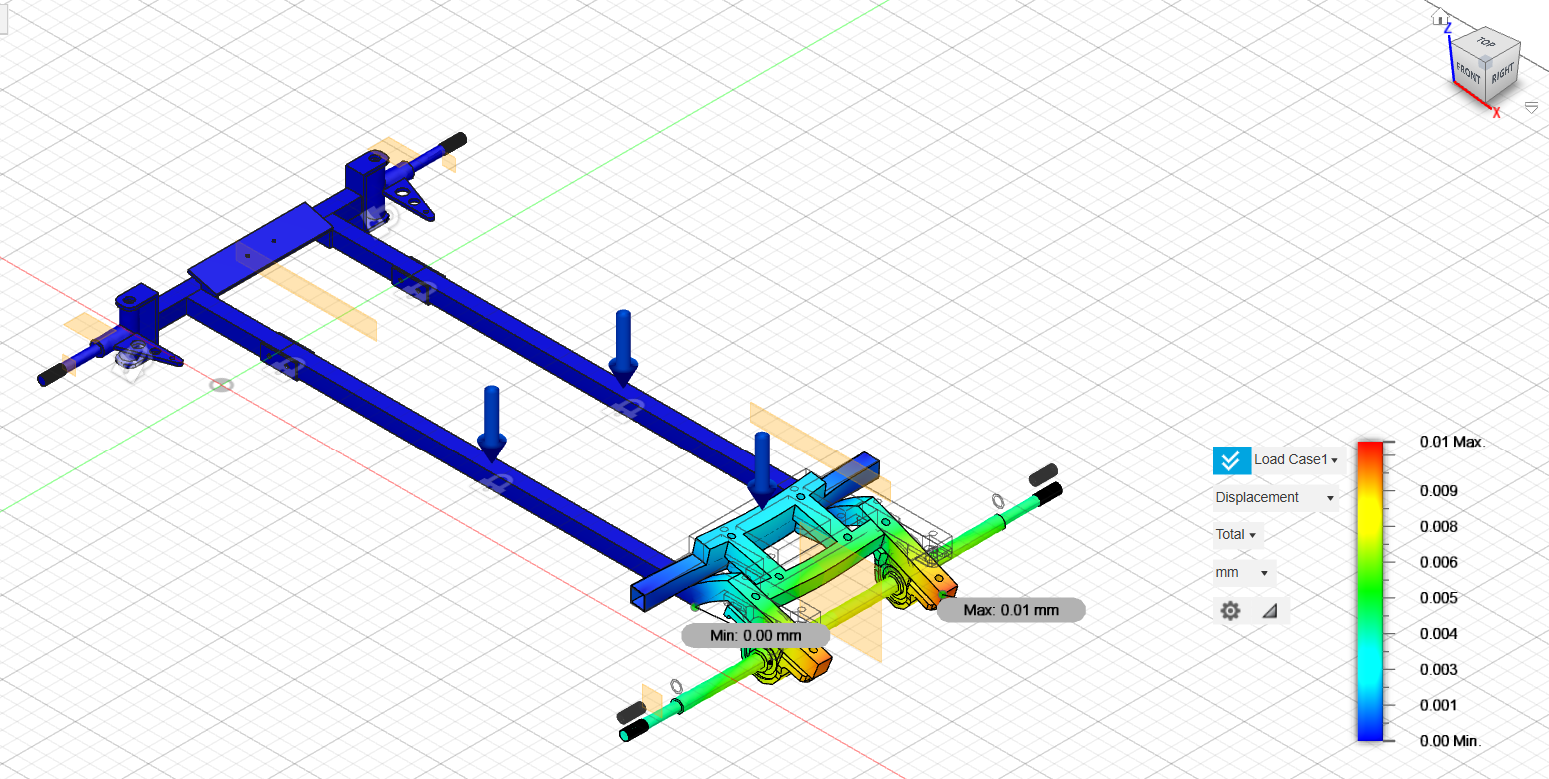 Z
TOP
FRONT
RIGHT
X
Load Case1
Displacement
Total
mm
0.01 Max.
0.009
0.008
0.006
0.005
0.004
0.003
0.001
0.00 Min.
Max: 0.01 mm
Min: 0.00 mm